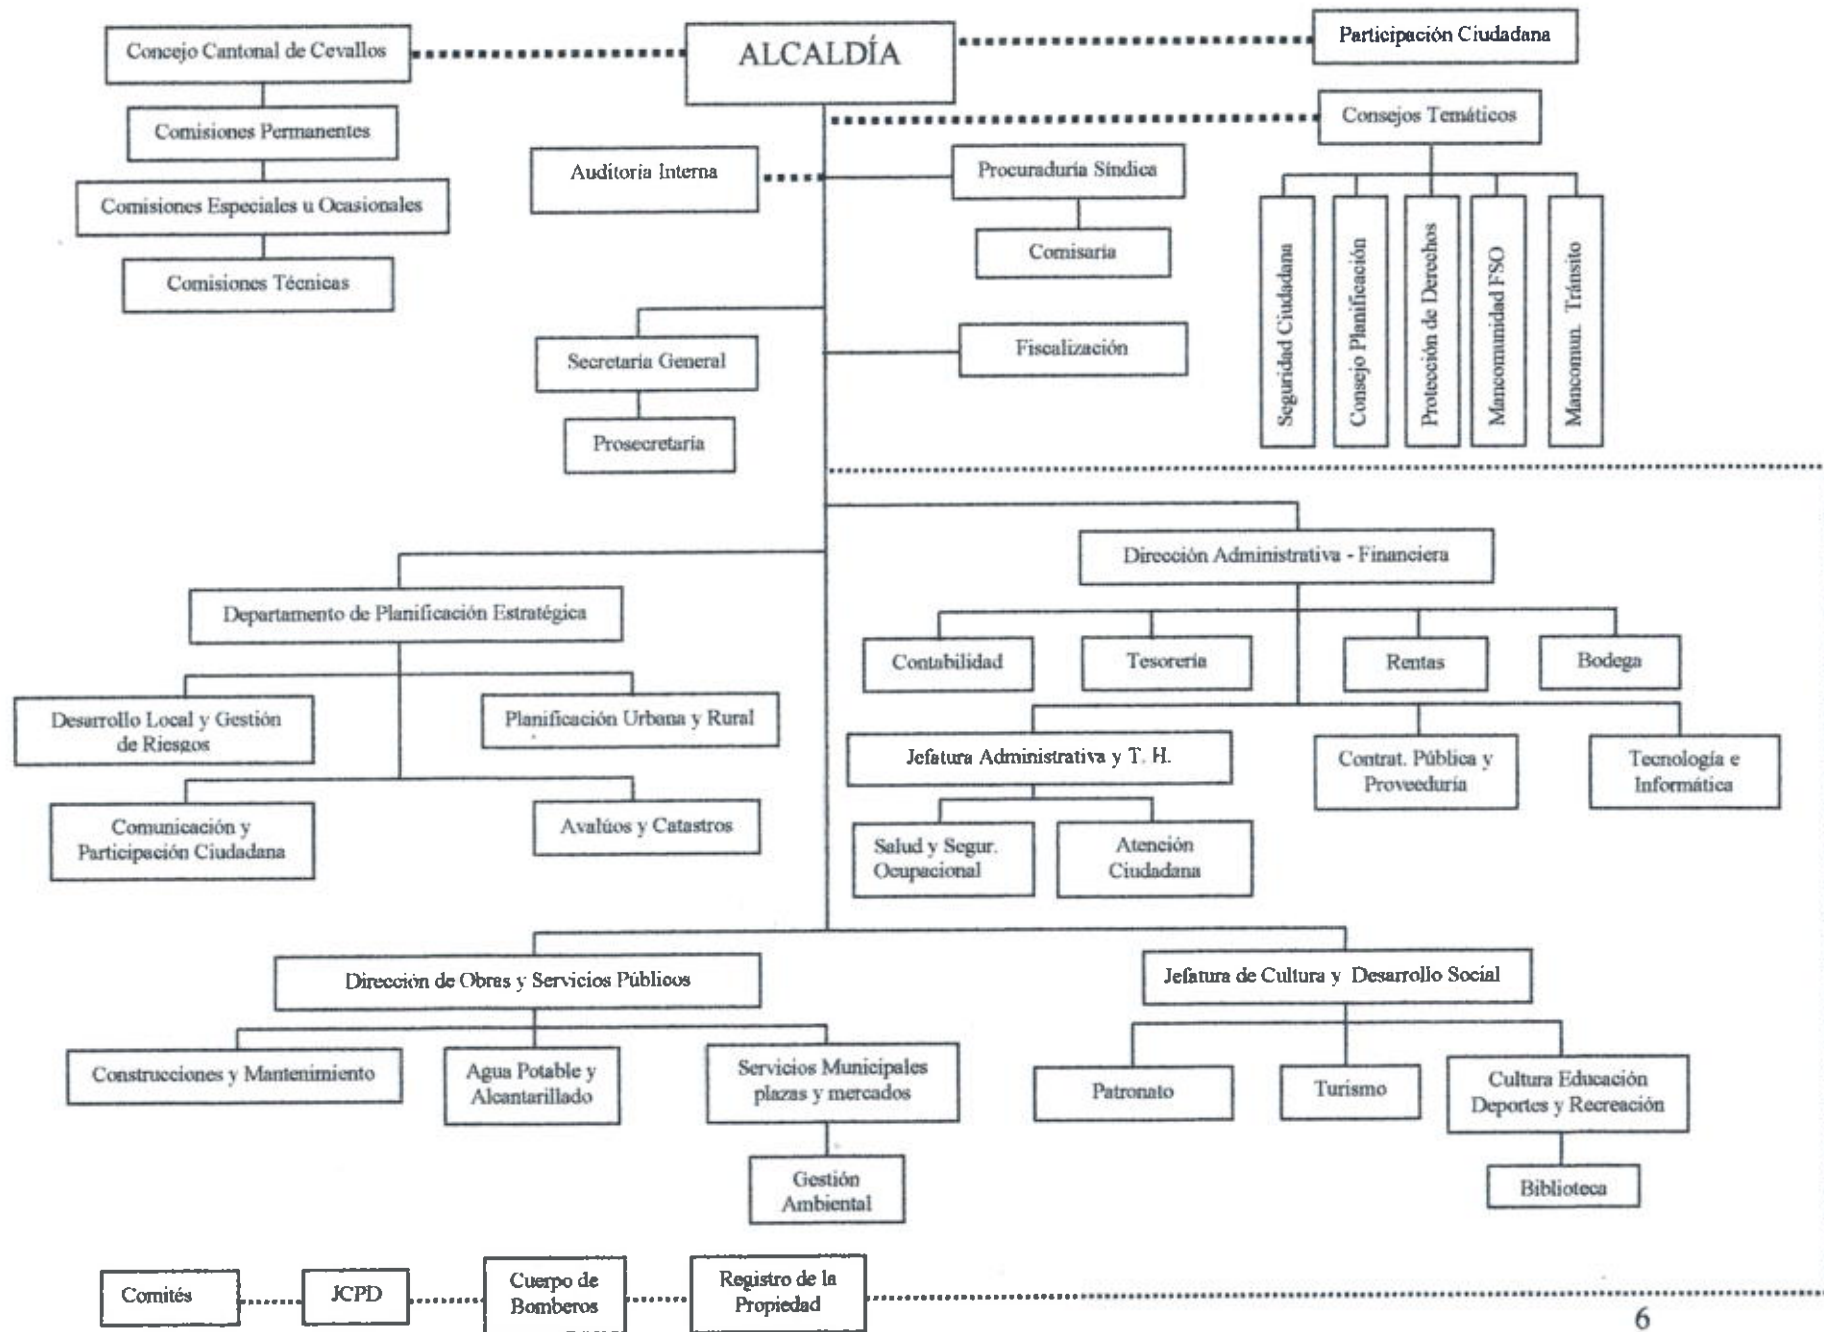 Concejo Cantonal de Cevallos
ALCALDÍA
Participación Ciudadana
Comisiones Permanentes
Comisiones Especiales u Ocasionales
Comisiones Técnicas
Consejos Temáticos
Auditoria Interna
Procuraduría Síndica
Comisaría
Seguridad Ciudadana
Consejo Planificación
Protección de Derechos
Mancomunidad FSO
Mancomun. Tránsito
Secretaria General
Fiscalización
Prosecretaría
Dirección Administrativa - Financiera
Departamento de Planificación Estratégica
Contabilidad
Tesorería
Rentas
Bodega
Desarrollo Local y Gestión
de Riesgos
Planificación Urbana y Rural
Jefatura Administrativa y T. H.
Contrat. Pública y
Proveeduría
Tecnología e
Informática
Comunicación y
Participación Ciudadana
Avalúos y Catastros
Salud y Segur.
Ocupacional
Atención
Ciudadana
Dirección de Obras y Servicios Públicos
Jefatura de Cultura y Desarrollo Social
Construcciones y Mantenimiento
Agua Potable y
Alcantarillado
Servicios Municipales
plazas y mercados
Patronato
Turismo
Cultura Educación
Deportes y Recreación
Gestión
Ambiental
Biblioteca
Comités
JCPD
Cuerpo de
Bomberos
Registro de la
Propiedad
6